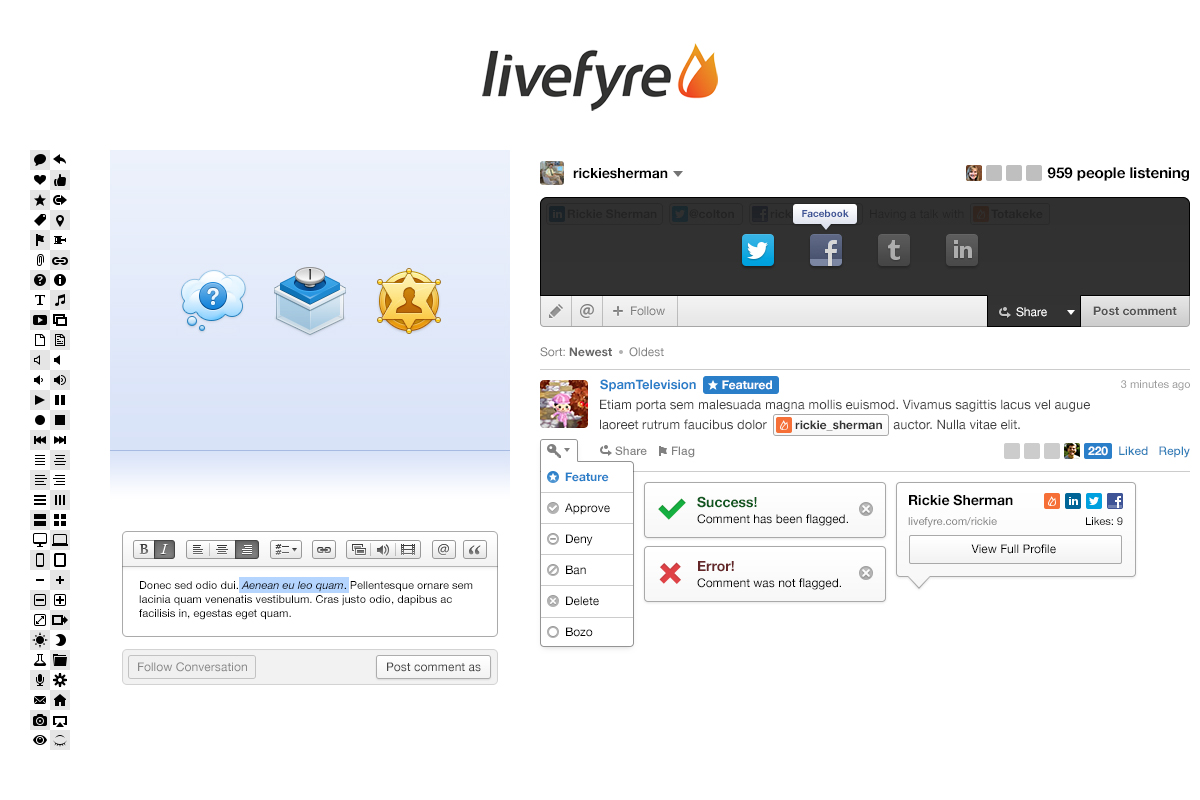 livefyre
rickiesherman
959 people listening
Rickie Sherman @colton rick Having a talk with Totakeke
Facebook
@ + Follow Share Post comment
Sort: Newest • Oldest
SpamTelevision Featured 3 minutes ago
Etiam porta sem malesuada magna mollis euismod. Vivamus sagittis lacus vel augue
laoreet rutrum faucibus dolor rickie_sherman auctor. Nulla vitae elit.
Share Flag 220 Liked Reply
Feature
Approve
Deny
Ban
Delete
Bozo
Success!
Comment has been flagged.
Error!
Comment was not flagged.
Rickie Sherman
livefyre.com/rickie Likes: 9
View Full Profile
B I @ “
Donec sed odio dui. Aenean eu leo quam. Pellentesque ornare sem
lacinia quam venenatis vestibulum. Cras justo odio, dapibus ac
facilisis in, egestas eget quam.
Follow Conversation Post comment as